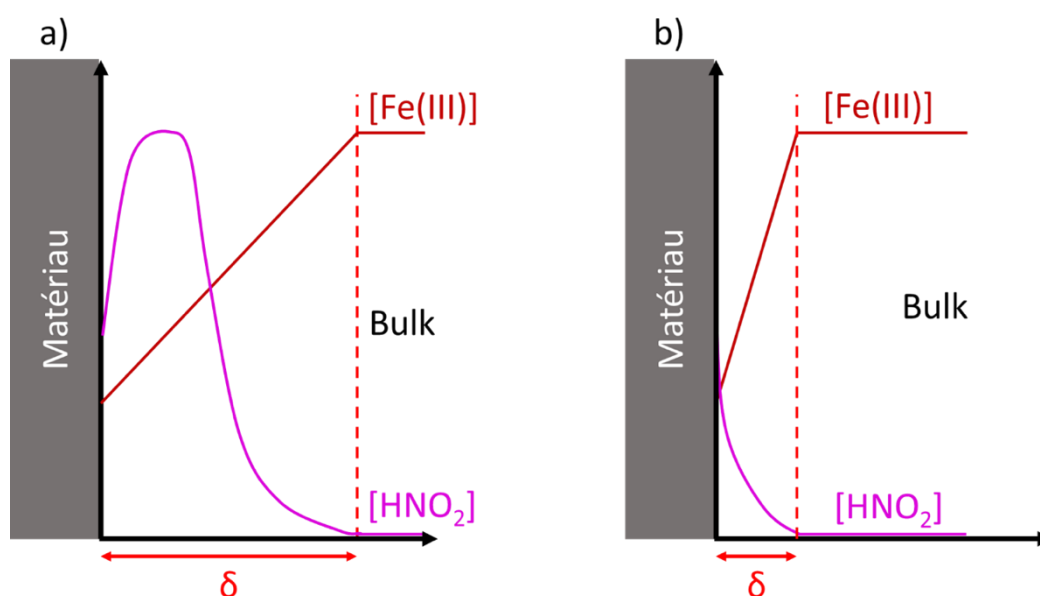 a)
[Fe(III)]
Matériau
Bulk
[HNO₂]
δ
b)
[Fe(III)]
Matériau
Bulk
[HNO₂]
δ